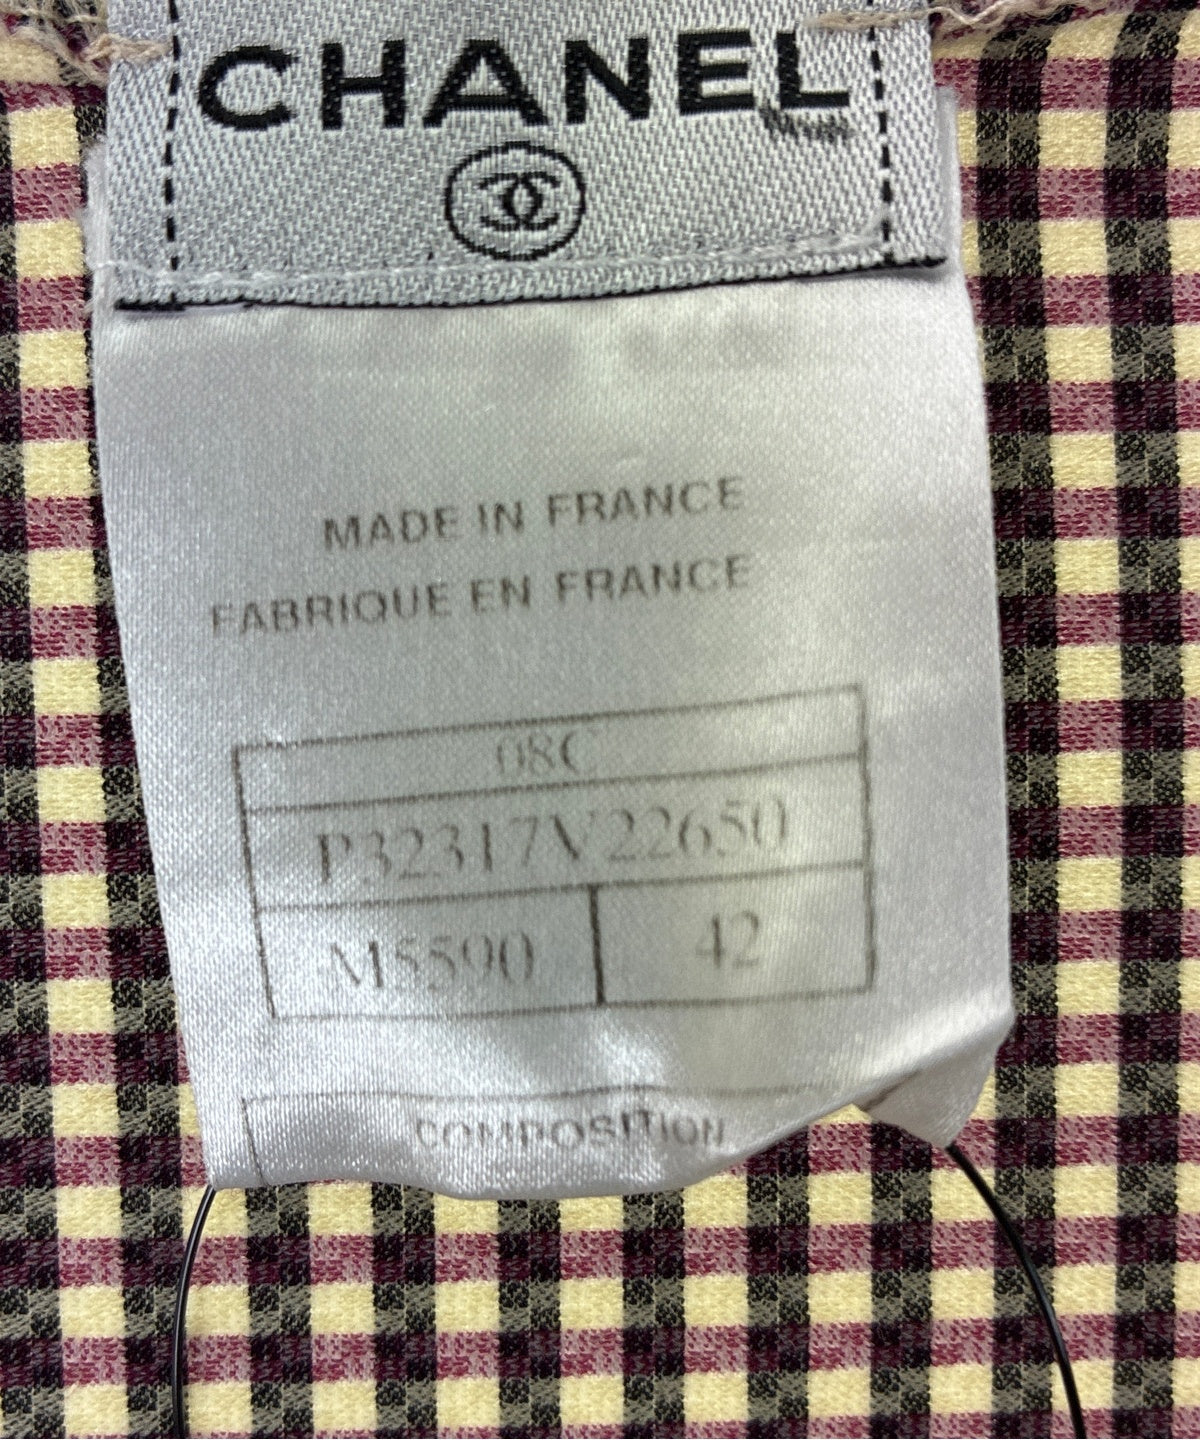 CHANEL
MADE IN FRANCE
FABRIQUE EN FRANCE
08C
P32317V22650
M5590 42
COMPOSITION